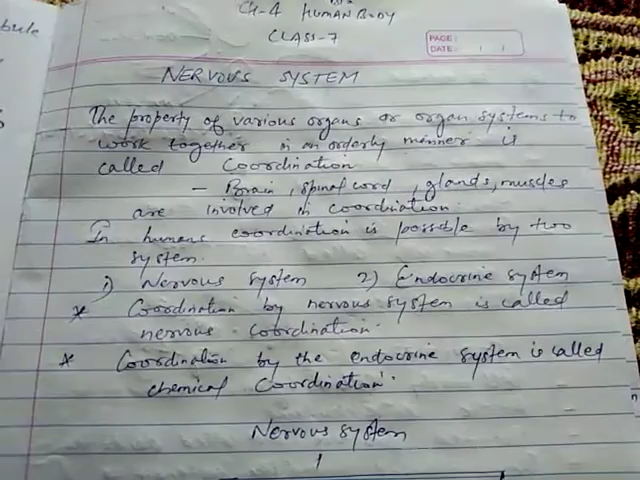 Ch-4 HUMAN BODY
CLASS-7
PAGE:
DATE: / /
NERVOUS SYSTEM
The property of various organs or organ systems to
work together in an orderly manner is
called Coordination
- Brain, spinal cord, glands, muscles
are involved in coordination.
In humans coordination is possible by two
system.
1) Nervous system 2) Endocrine system
* Coordination by nervous system is called
nervous coordination.
* Coordination by the endocrine system is called
chemical coordination.
Nervous system